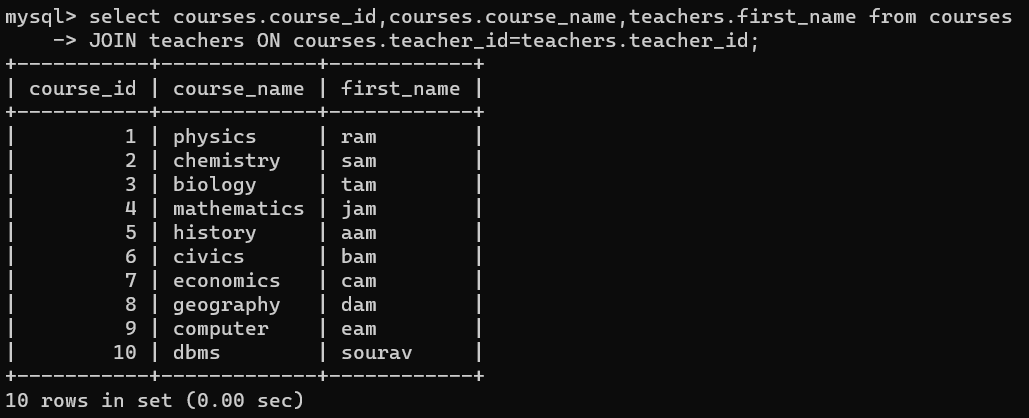 mysql> select courses.course_id,courses.course_name,teachers.first_name from courses
    -> JOIN teachers ON courses.teacher_id=teachers.teacher_id;
+-----------+-------------+------------+
| course_id | course_name | first_name |
+-----------+-------------+------------+
|         1 | physics     | ram        |
|         2 | chemistry   | sam        |
|         3 | biology     | tam        |
|         4 | mathematics | jam        |
|         5 | history     | aam        |
|         6 | civics      | bam        |
|         7 | economics   | cam        |
|         8 | geography   | dam        |
|         9 | computer    | eam        |
|        10 | dbms        | sourav     |
+-----------+-------------+------------+
10 rows in set (0.00 sec)